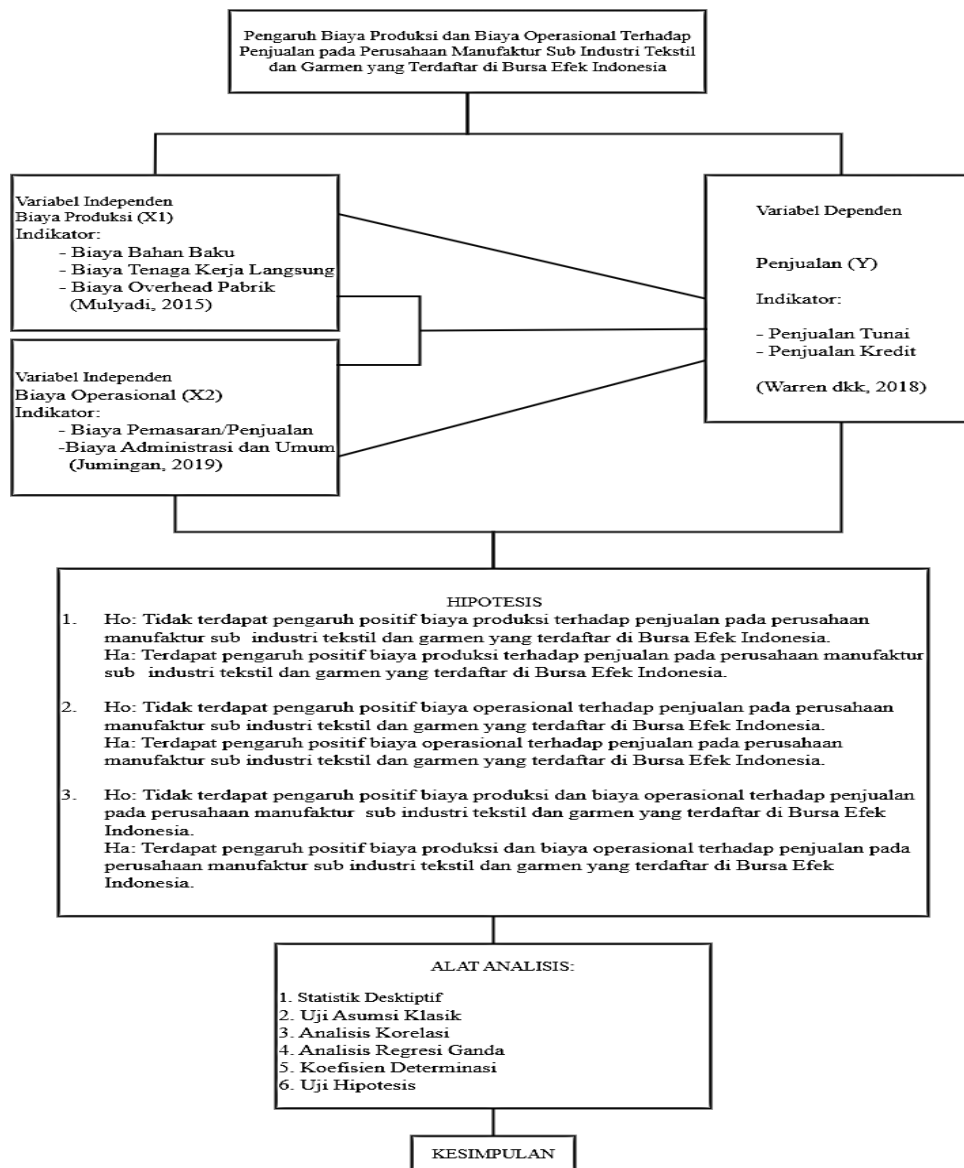 Pengaruh Biaya Produksi dan Biaya Operasional Terhadap
Penjualan pada Perusahaan Manufaktur Sub Industri Tekstil
dan Garmen yang Terdaftar di Bursa Efek Indonesia
Variabel Independen
Biaya Produksi (X1)
Indikator:
- Biaya Bahan Baku
- Biaya Tenaga Kerja Langsung
- Biaya Overhead Pabrik
(Mulyadi, 2015)
Variabel Independen
Biaya Operasional (X2)
Indikator:
- Biaya Pemasaran/Penjualan
-Biaya Administrasi dan Umum
(Jumingan, 2019)
Variabel Dependen
Penjualan (Y)
Indikator:
- Penjualan Tunai
- Penjualan Kredit
(Warren dkk, 2018)
HIPOTESIS
1. Ho: Tidak terdapat pengaruh positif biaya produksi terhadap penjualan pada perusahaan
manufaktur sub industri tekstil dan garmen yang terdaftar di Bursa Efek Indonesia.
Ha: Terdapat pengaruh positif biaya produksi terhadap penjualan pada perusahaan manufaktur
sub industri tekstil dan garmen yang terdaftar di Bursa Efek Indonesia.
2. Ho: Tidak terdapat pengaruh positif biaya operasional terhadap penjualan pada perusahaan
manufaktur sub industri tekstil dan garmen yang terdaftar di Bursa Efek Indonesia.
Ha: Terdapat pengaruh positif biaya operasional terhadap penjualan pada perusahaan
manufaktur sub industri tekstil dan garmen yang terdaftar di Bursa Efek Indonesia.
3. Ho: Tidak terdapat pengaruh positif biaya produksi dan biaya operasional terhadap penjualan
pada perusahaan manufaktur sub industri tekstil dan garmen yang terdaftar di Bursa Efek
Indonesia.
Ha: Terdapat pengaruh positif biaya produksi dan biaya operasional terhadap penjualan pada
perusahaan manufaktur sub industri tekstil dan garmen yang terdaftar di Bursa Efek
Indonesia.
ALAT ANALISIS:
1. Statistik Desktiptif
2. Uji Asumsi Klasik
3. Analisis Korelasi
4. Analisis Regresi Ganda
5. Koefisien Determinasi
6. Uji Hipotesis
KESIMPULAN